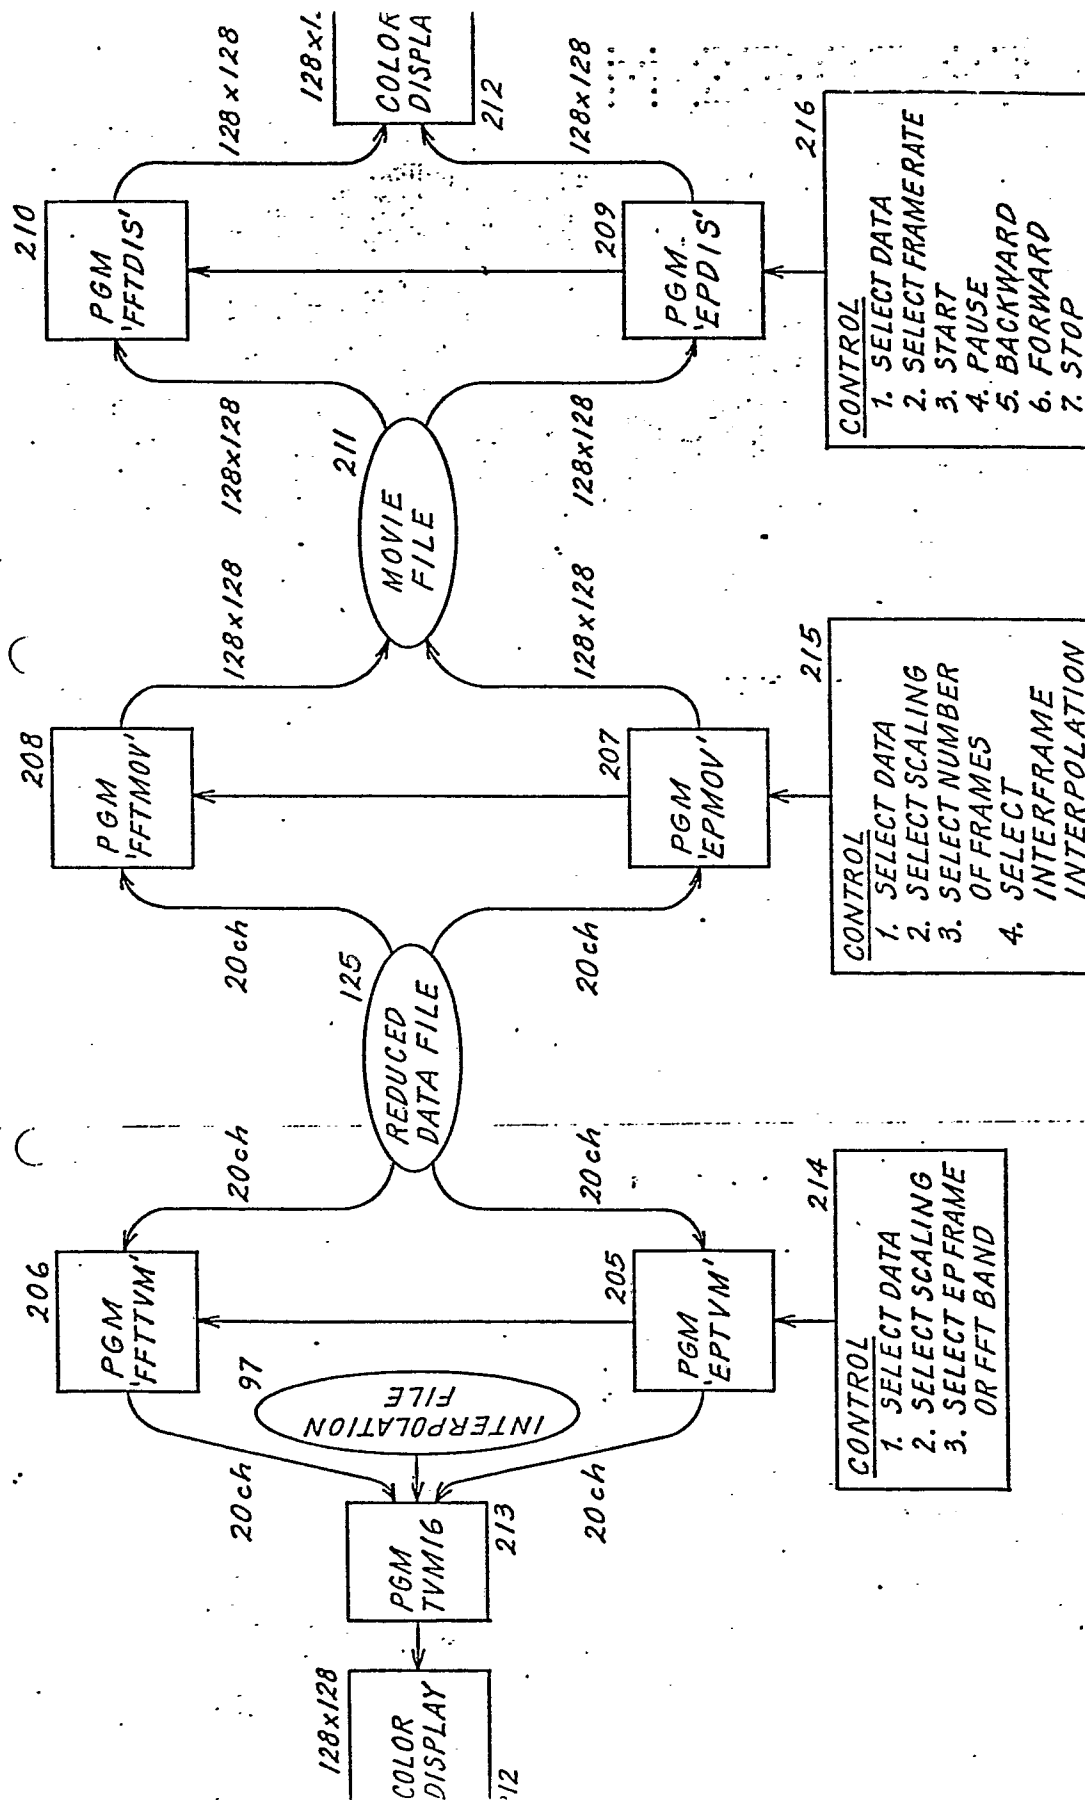 128x128
COLOR
DISPLAY
PGM
TVM16
213
20ch
20ch
INTERPOLATION
FILE
97
206
PGM
'FFTTVM'
205
PGM
'EPTVM'
214
CONTROL
1. SELECT DATA
2. SELECT SCALING
3. SELECT EPFRAME
OR FFT BAND
20ch
20ch
125
REDUCED
DATA FILE
20ch
20ch
208
PGM
'FFTMOV'
207
PGM
'EPMOV'
215
CONTROL
1. SELECT DATA
2. SELECT SCALING
3. SELECT NUMBER
OF FRAMES
4. SELECT
INTERFRAME
INTERPOLATION
128x128
128x128
211
MOVIE
FILE
128x128
128x128
210
PGM
'FFTDIS'
209
PGM
'EPDIS'
216
CONTROL
1. SELECT DATA
2. SELECT FRAMERATE
3. START
4. PAUSE
5. BACKWARD
6. FORWARD
7. STOP
128x128
128x128
COLOR
DISPLA
212